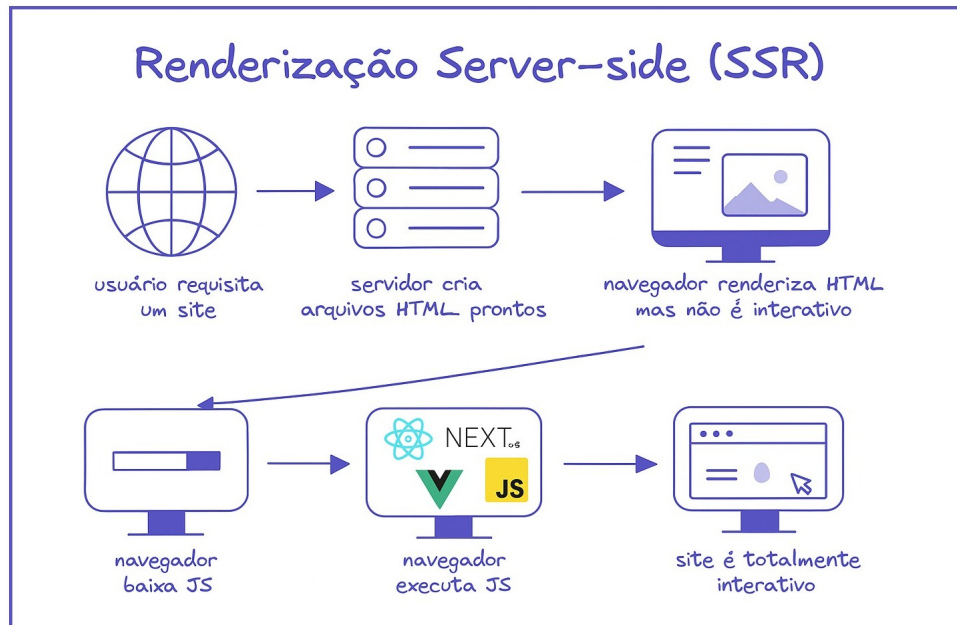 Renderização Server-side (SSR)
usuário requisita
um site
servidor cria
arquivos HTML prontos
navegador renderiza HTML
mas não é interativo
NEXT.JS
JS
navegador
baixa JS
navegador
executa JS
site é totalmente
interativo